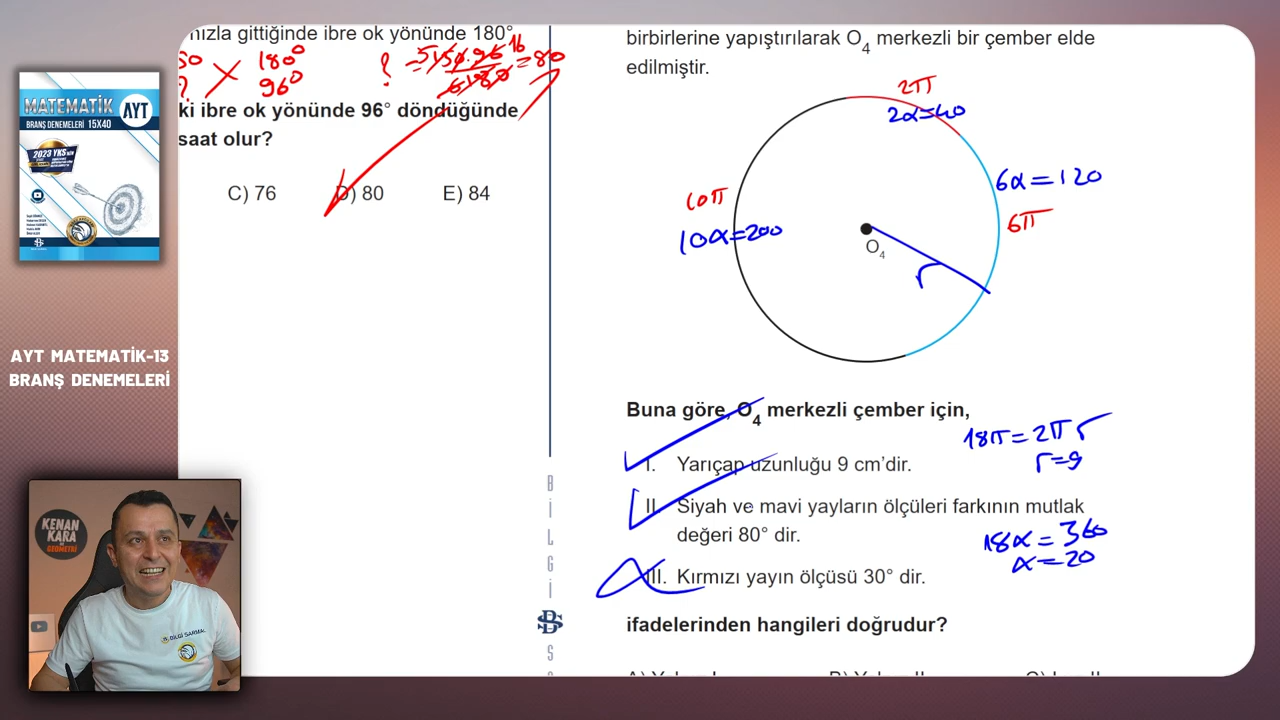 MATEMATİK AYT
BRANŞ DENEMELERİ 15X40
2023 YKS'NİN
AYT MATEMATİK-13
BRANŞ DENEMELERİ
KENAN
KARA
GEOMETRİ
BİLGİ SARMAL
ızla gittiğinde ibre ok yönünde 180°
180°
96°
? = = 80
ki ibre ok yönünde 96° döndüğünde
saat olur?
C) 76
D) 80
E) 84
B
İ
L
G
İ
S
birbirlerine yapıştırılarak O4 merkezli bir çember elde
edilmiştir.
2π
2α=40
6α=120
6π
10π
10α=200
O4
r
Buna göre, O4 merkezli çember için,
18π=2πr
r=9
I. Yarıçap uzunluğu 9 cm'dir.
II. Siyah ve mavi yayların ölçüleri farkının mutlak
değeri 80° dir.
18α=360
α=20
III. Kırmızı yayın ölçüsü 30° dir.
ifadelerinden hangileri doğrudur?